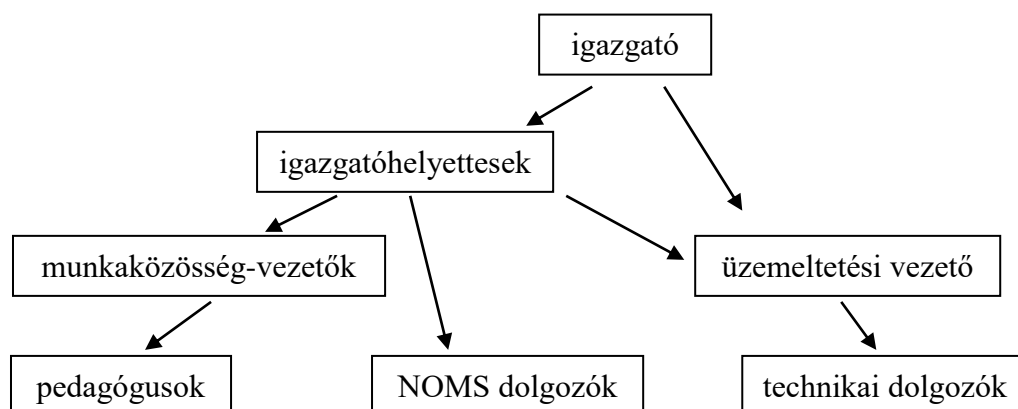 igazgató
igazgatóhelyettesek
munkaközösség-vezetők
üzemeltetési vezető
pedagógusok
NOMS dolgozók
technikai dolgozók